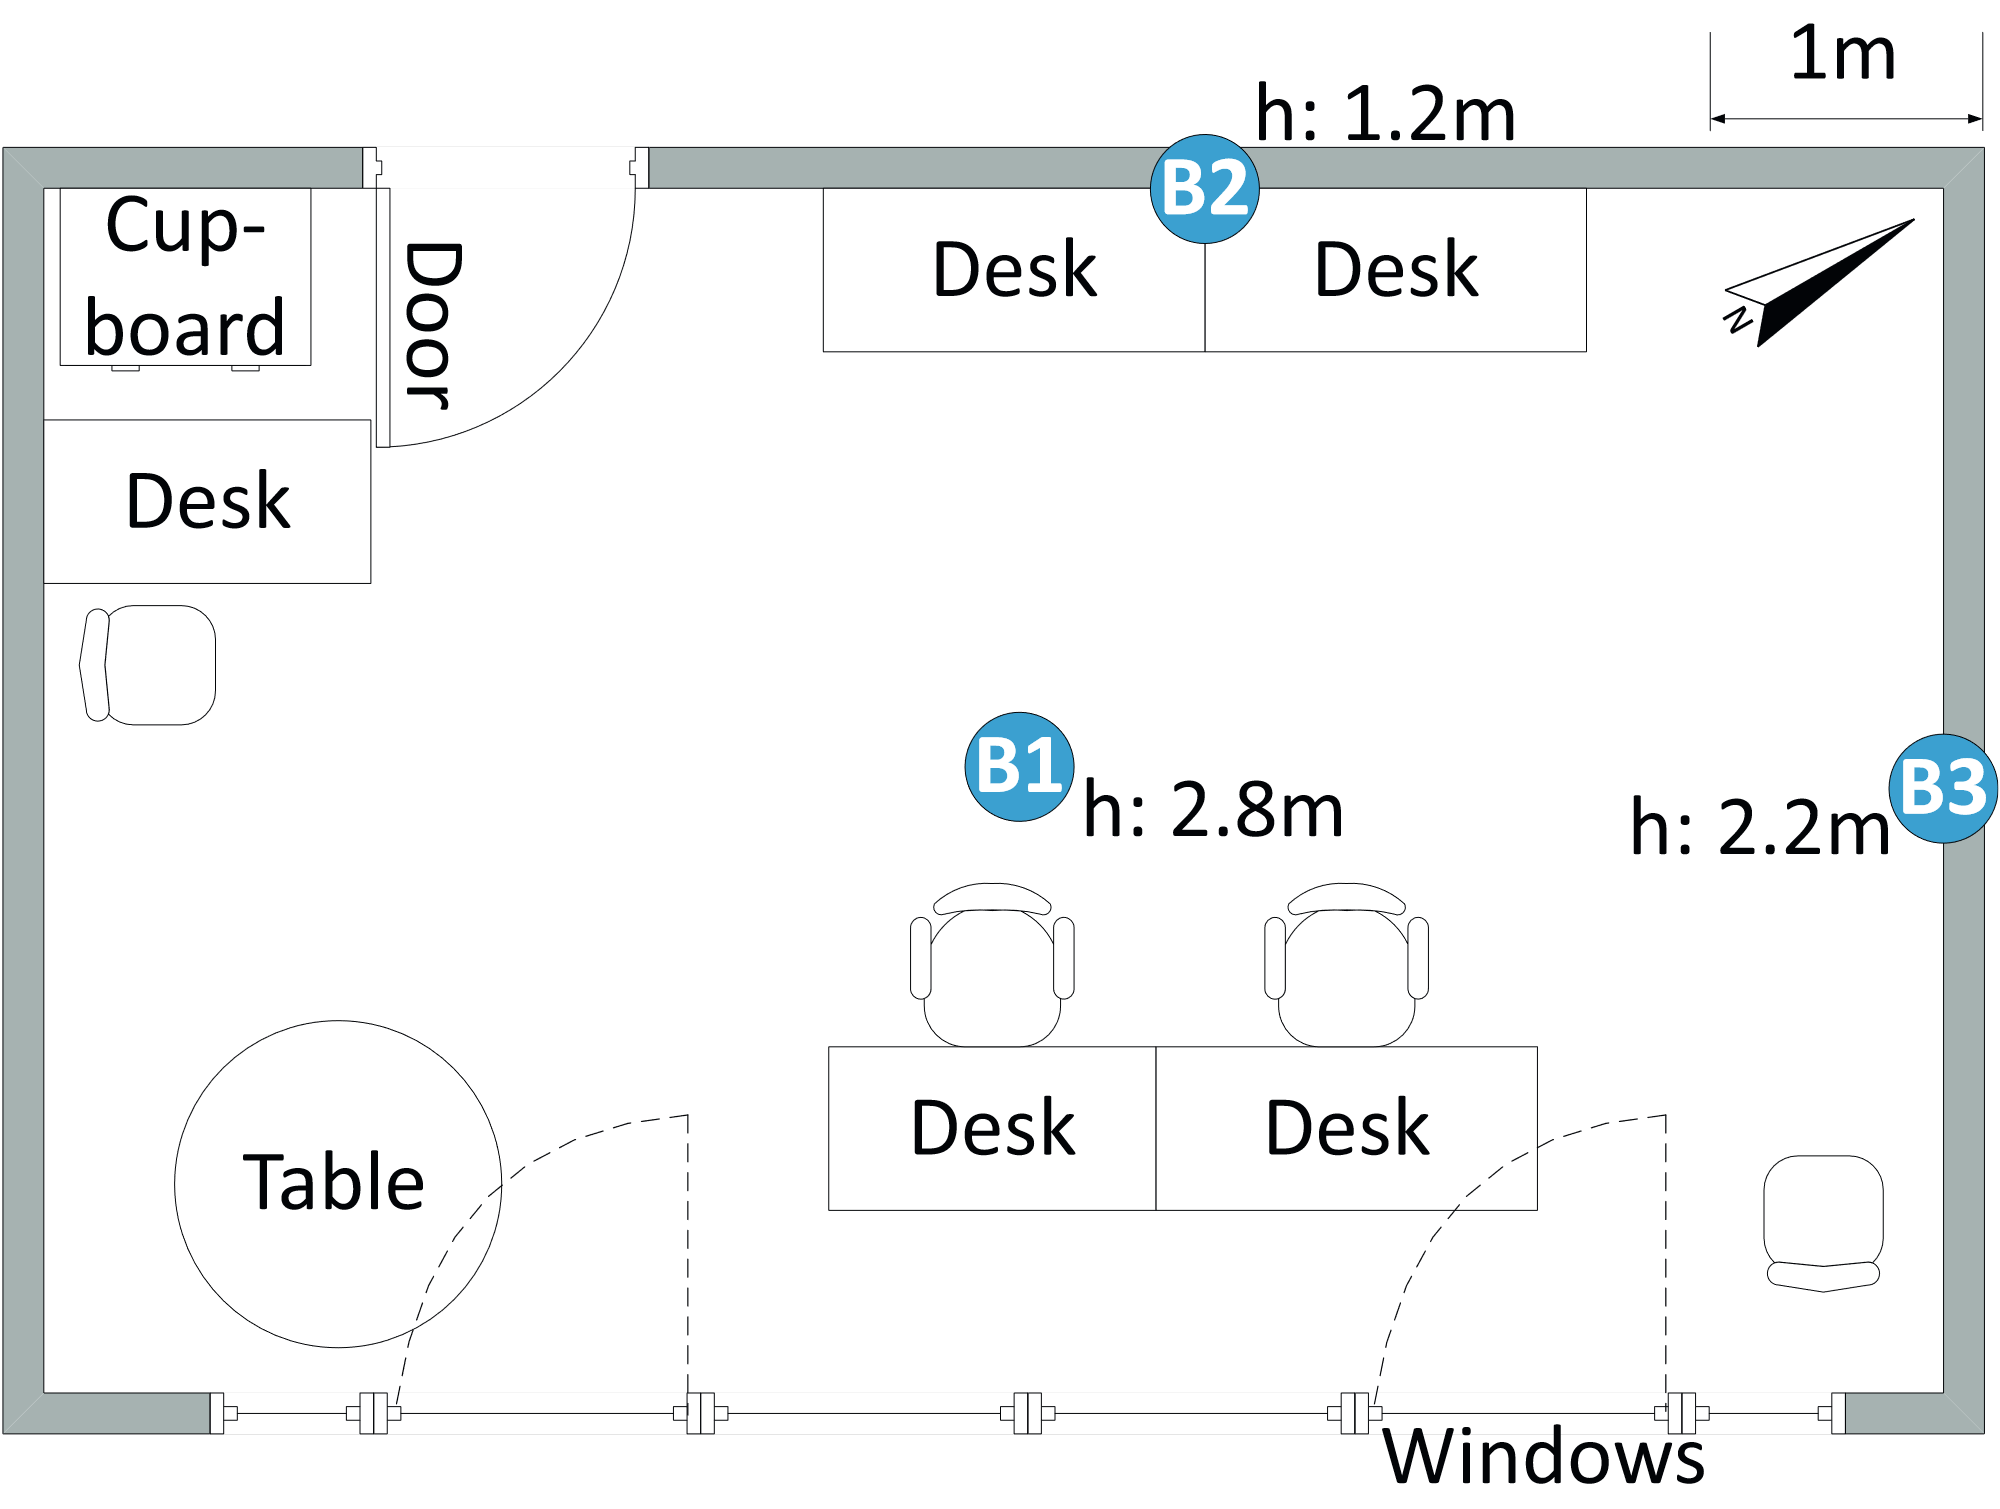 1m
h: 1.2m
B2
Cup-
board
Door
Desk
Desk
N
Desk
B1
h: 2.8m
B3
h: 2.2m
Desk
Desk
Table
Windows